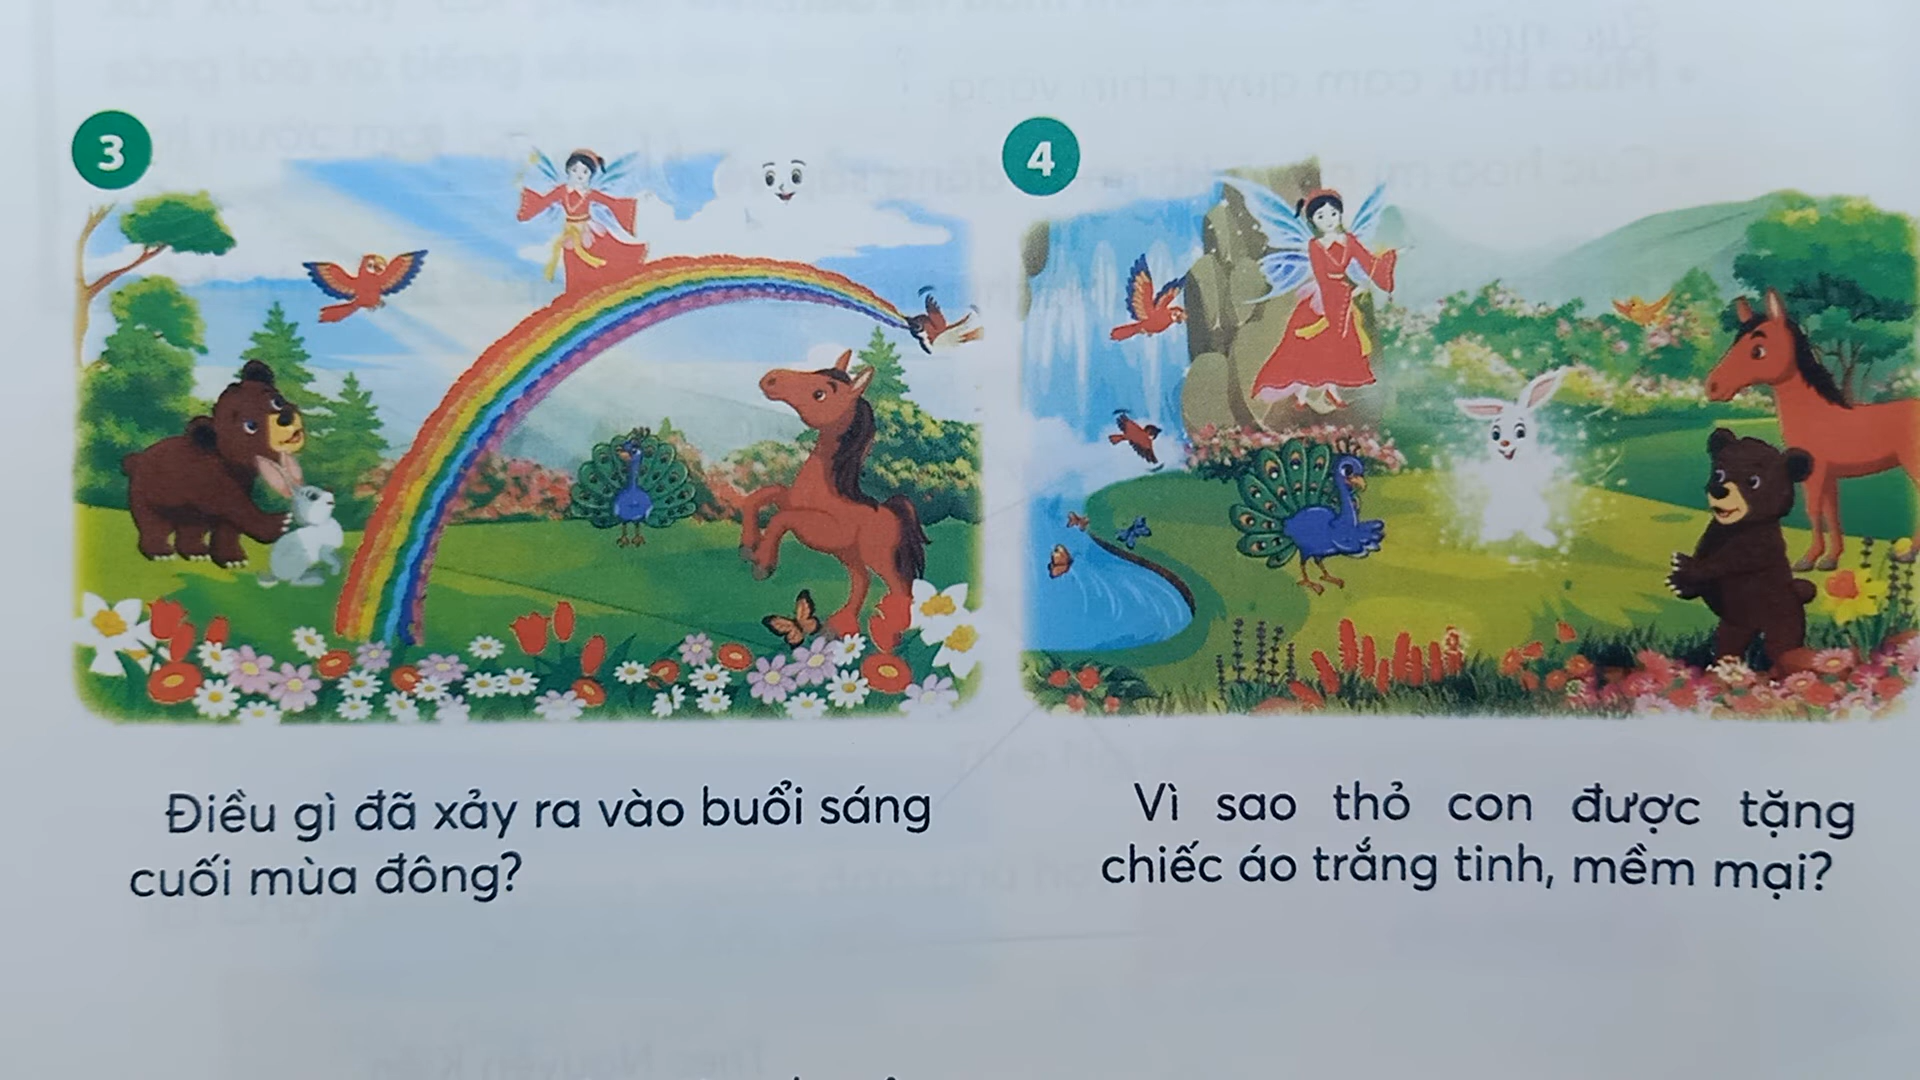 3
Điều gì đã xảy ra vào buổi sáng
cuối mùa đông?
4
Vì sao thỏ con được tặng
chiếc áo trắng tinh, mềm mại?